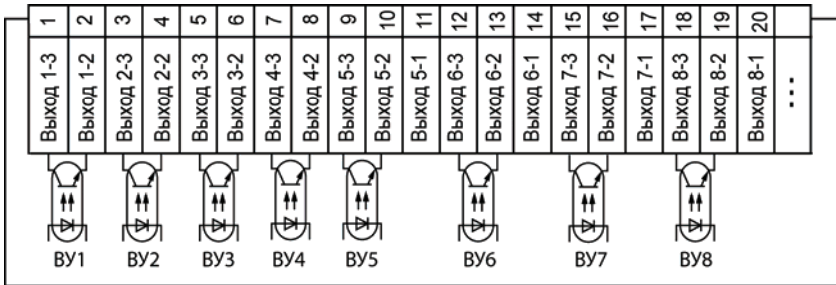 1 2 3 4 5 6 7 8 9 10 11 12 13 14 15 16 17 18 19 20
Выход 1-3
Выход 1-2
Выход 2-3
Выход 2-2
Выход 3-3
Выход 3-2
Выход 4-3
Выход 4-2
Выход 5-3
Выход 5-2
Выход 5-1
Выход 6-3
Выход 6-2
Выход 6-1
Выход 7-3
Выход 7-2
Выход 7-1
Выход 8-3
Выход 8-2
Выход 8-1
...
ВУ1 ВУ2 ВУ3 ВУ4 ВУ5 ВУ6 ВУ7 ВУ8